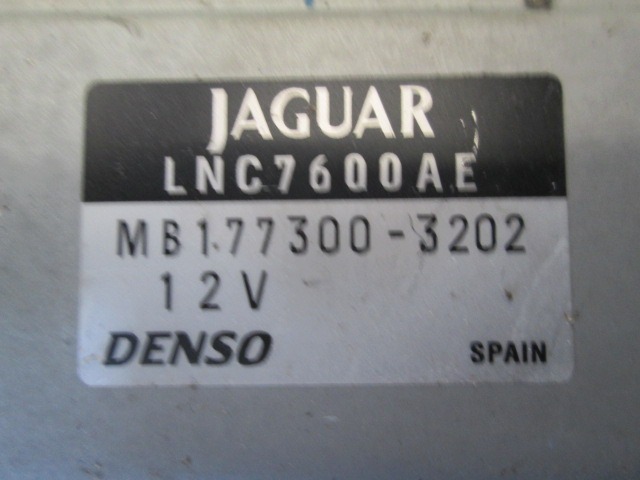 JAGUAR
LNC7600AE
MB177300-3202
12V
DENSO SPAIN